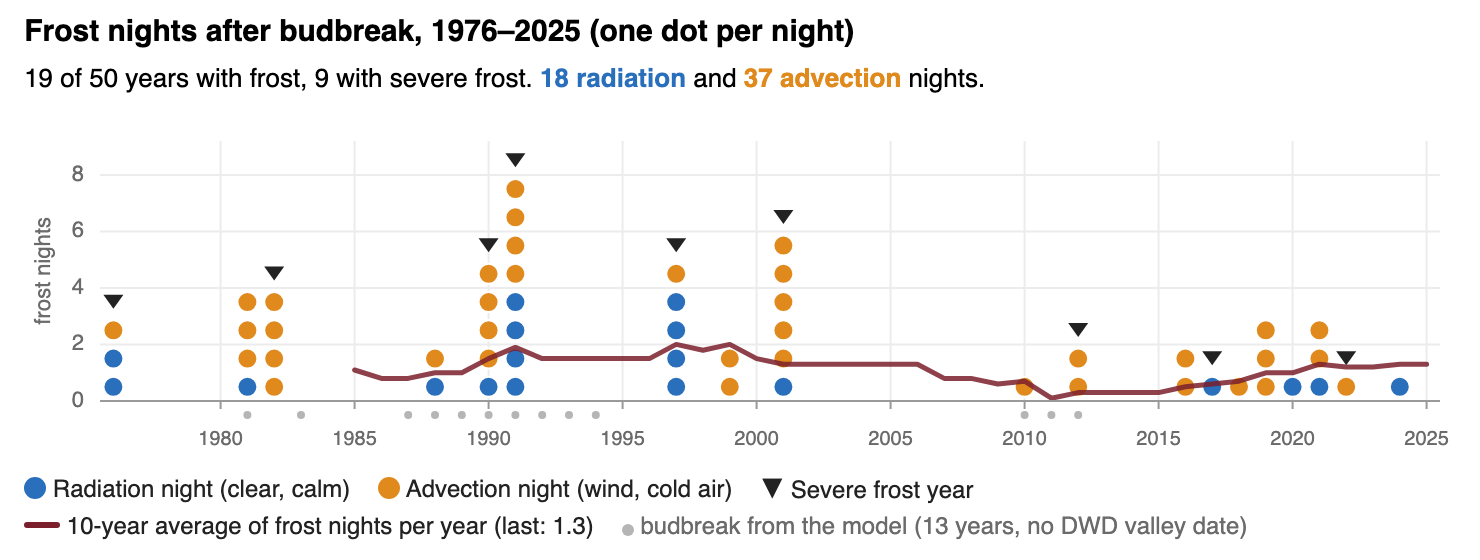 Frost nights after budbreak, 1976–2025 (one dot per night)
19 of 50 years with frost, 9 with severe frost. 18 radiation and 37 advection nights.
frost nights
8
6
4
2
0
1980 1985 1990 1995 2000 2005 2010 2015 2020 2025
Radiation night (clear, calm) Advection night (wind, cold air) Severe frost year
10-year average of frost nights per year (last: 1.3) budbreak from the model (13 years, no DWD valley date)